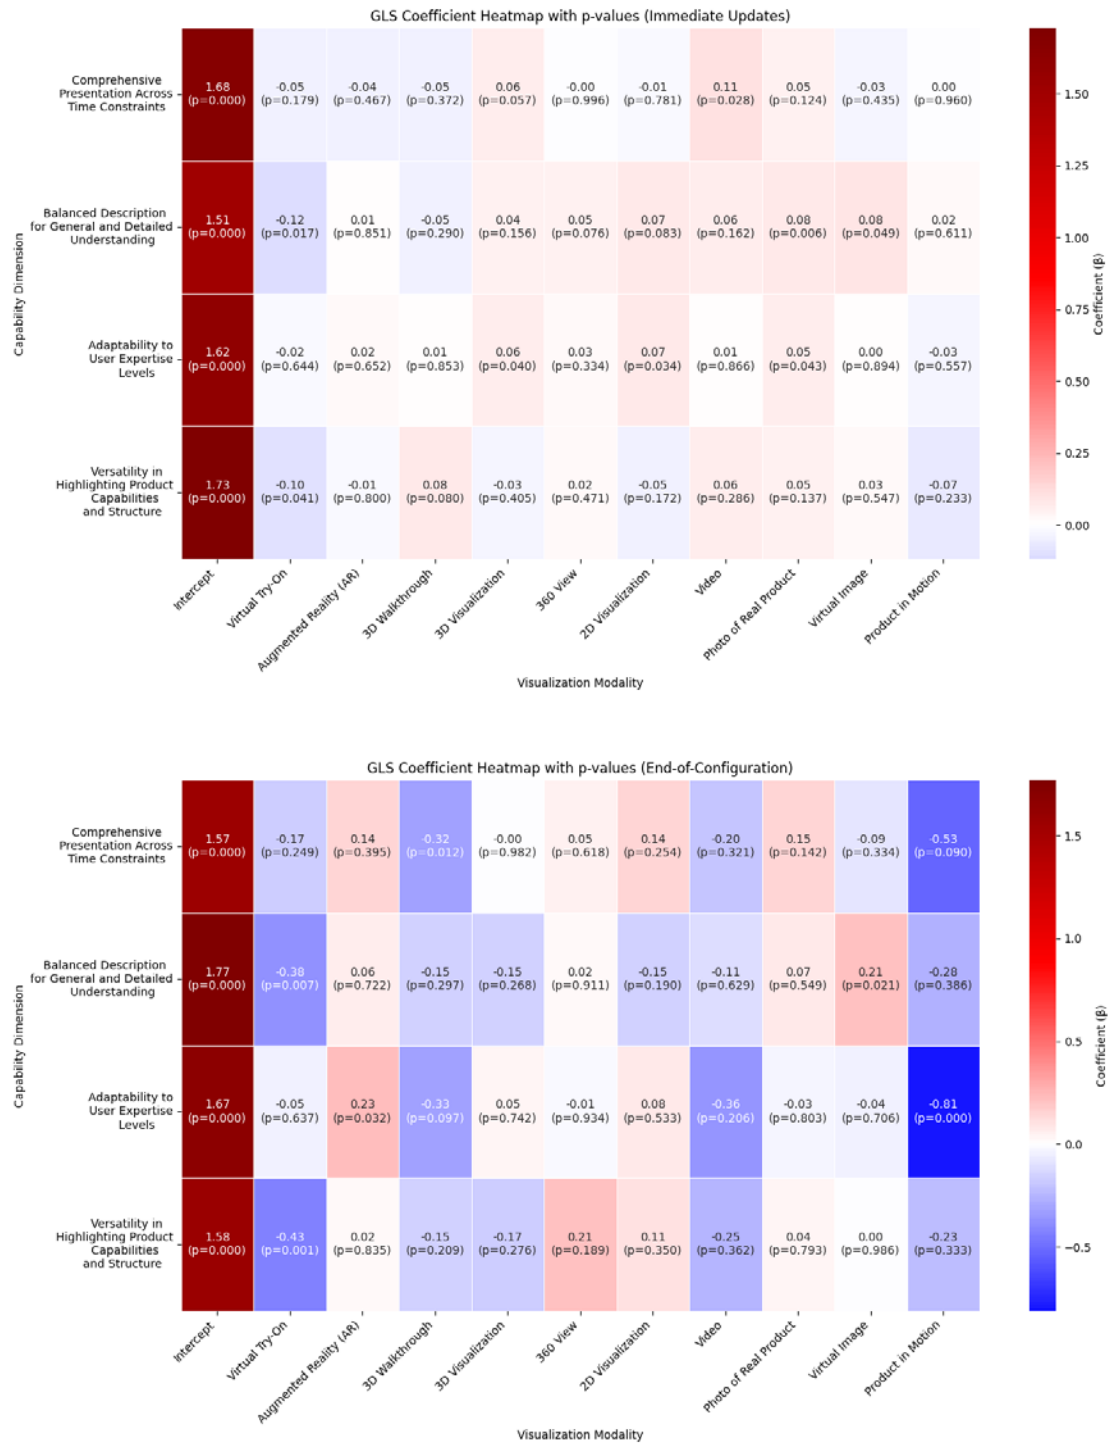 GLS Coefficient Heatmap with p-values (Immediate Updates)
Capability Dimension
Comprehensive
Presentation Across
Time Constraints
1.68 -0.05 -0.04 -0.05 0.06 -0.00 -0.01 0.11 0.05 -0.03 0.00
(p=0.000) (p=0.179) (p=0.467) (p=0.372) (p=0.057) (p=0.996) (p=0.781) (p=0.028) (p=0.124) (p=0.435) (p=0.960)
Balanced Description
for General and Detailed
Understanding
1.51 -0.12 0.01 -0.05 0.04 0.05 0.07 0.06 0.08 0.08 0.02
(p=0.000) (p=0.017) (p=0.851) (p=0.290) (p=0.156) (p=0.076) (p=0.083) (p=0.162) (p=0.006) (p=0.049) (p=0.611)
Adaptability to
User Expertise
Levels
1.62 -0.02 0.02 0.01 0.06 0.03 0.07 0.01 0.05 0.00 -0.03
(p=0.000) (p=0.644) (p=0.652) (p=0.853) (p=0.040) (p=0.334) (p=0.034) (p=0.866) (p=0.043) (p=0.894) (p=0.557)
Versatility in
Highlighting Product
Capabilities
and Structure
1.73 -0.10 -0.01 0.08 -0.03 0.02 -0.05 0.06 0.05 0.03 -0.07
(p=0.000) (p=0.041) (p=0.800) (p=0.080) (p=0.405) (p=0.471) (p=0.172) (p=0.286) (p=0.137) (p=0.547) (p=0.233)
Intercept
Virtual Try-On
Augmented Reality (AR)
3D Walkthrough
3D Visualization
360 View
2D Visualization
Video
Photo of Real Product
Virtual Image
Product in Motion
Visualization Modality
1.50
1.25
1.00
0.75
0.50
0.25
0.00
Coefficient (β)
GLS Coefficient Heatmap with p-values (End-of-Configuration)
Capability Dimension
Comprehensive
Presentation Across
Time Constraints
1.57 -0.17 0.14 -0.32 -0.00 0.05 0.14 -0.20 0.15 -0.09 -0.53
(p=0.000) (p=0.249) (p=0.395) (p=0.012) (p=0.982) (p=0.618) (p=0.254) (p=0.321) (p=0.142) (p=0.334) (p=0.090)
Balanced Description
for General and Detailed
Understanding
1.77 -0.38 0.06 -0.15 -0.15 0.02 -0.15 -0.11 0.07 0.21 -0.28
(p=0.000) (p=0.007) (p=0.722) (p=0.297) (p=0.268) (p=0.911) (p=0.190) (p=0.629) (p=0.549) (p=0.021) (p=0.386)
Adaptability to
User Expertise
Levels
1.67 -0.05 0.23 -0.33 0.05 -0.01 0.08 -0.36 -0.03 -0.04 -0.81
(p=0.000) (p=0.637) (p=0.032) (p=0.097) (p=0.742) (p=0.934) (p=0.533) (p=0.206) (p=0.803) (p=0.706) (p=0.000)
Versatility in
Highlighting Product
Capabilities
and Structure
1.58 -0.43 0.02 -0.15 -0.17 0.21 0.11 -0.25 0.04 0.00 -0.23
(p=0.000) (p=0.001) (p=0.835) (p=0.209) (p=0.276) (p=0.189) (p=0.350) (p=0.362) (p=0.793) (p=0.986) (p=0.333)
Intercept
Virtual Try-On
Augmented Reality (AR)
3D Walkthrough
3D Visualization
360 View
2D Visualization
Video
Photo of Real Product
Virtual Image
Product in Motion
Visualization Modality
1.5
1.0
0.5
0.0
−0.5
Coefficient (β)